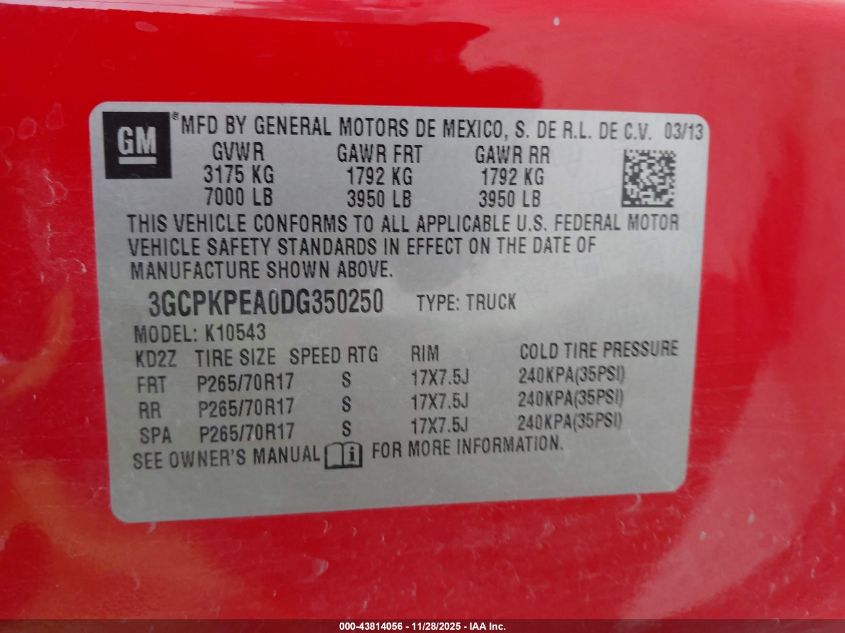 GM ® MFD BY GENERAL MOTORS DE MEXICO, S. DE R.L. DE C.V. 03/13
GVWR GAWR FRT GAWR RR
3175 KG 1792 KG 1792 KG
7000 LB 3950 LB 3950 LB
THIS VEHICLE CONFORMS TO ALL APPLICABLE U.S. FEDERAL MOTOR
VEHICLE SAFETY STANDARDS IN EFFECT ON THE DATE OF
MANUFACTURE SHOWN ABOVE.
3GCPKPEA0DG350250 TYPE: TRUCK
MODEL: K10543
KD2Z TIRE SIZE SPEED RTG RIM COLD TIRE PRESSURE
FRT P265/70R17 S 17X7.5J 240KPA(35PSI)
RR P265/70R17 S 17X7.5J 240KPA(35PSI)
SPA P265/70R17 S 17X7.5J 240KPA(35PSI)
SEE OWNER'S MANUAL i FOR MORE INFORMATION.
000-43814056 - 11/28/2025 - IAA Inc.